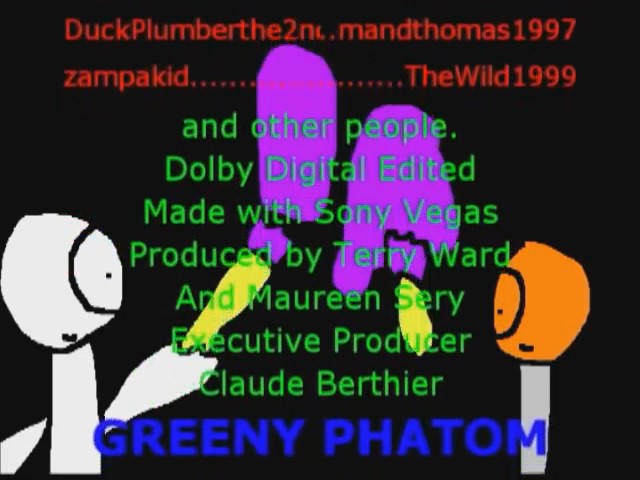 DuckPlumberthe2nd..mandthomas1997
zampakid......................TheWild1999
and other people.
Dolby Digital Edited
Made with Sony Vegas
Produced by Terry Ward
And Maureen Sery
Executive Producer
Claude Berthier
GREENY PHATOM